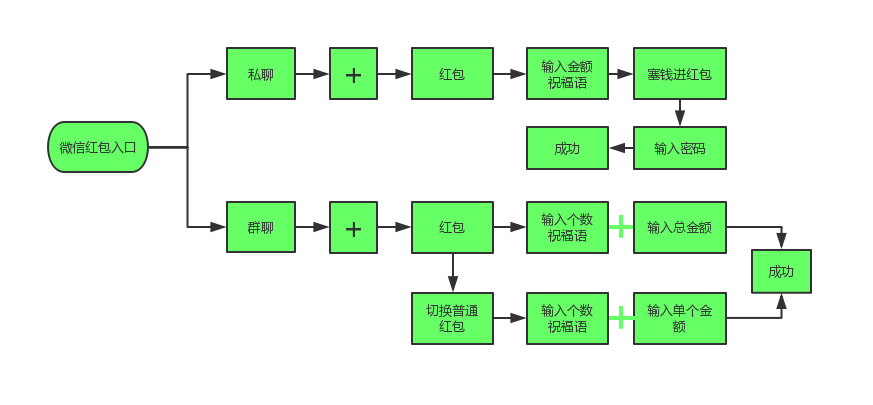 私聊
+
红包
输入金额
祝福语
塞钱进红包
微信红包入口
成功
输入密码
群聊
+
红包
输入个数
祝福语
+
输入总金额
成功
切换普通
红包
输入个数
祝福语
+
输入单个金
额